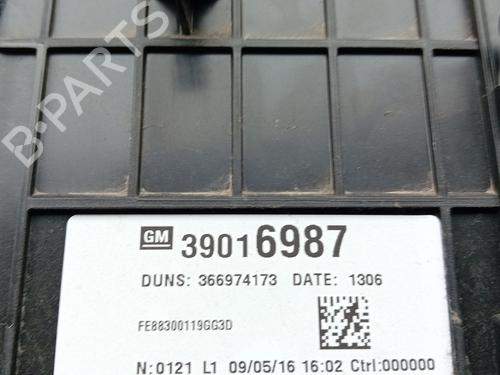 B-PARTS
GM 39016987
DUNS: 366974173 DATE: 1306
FE88300119GG3D
N:0121 L1 09/05/16 16:02 Ctrl:000000